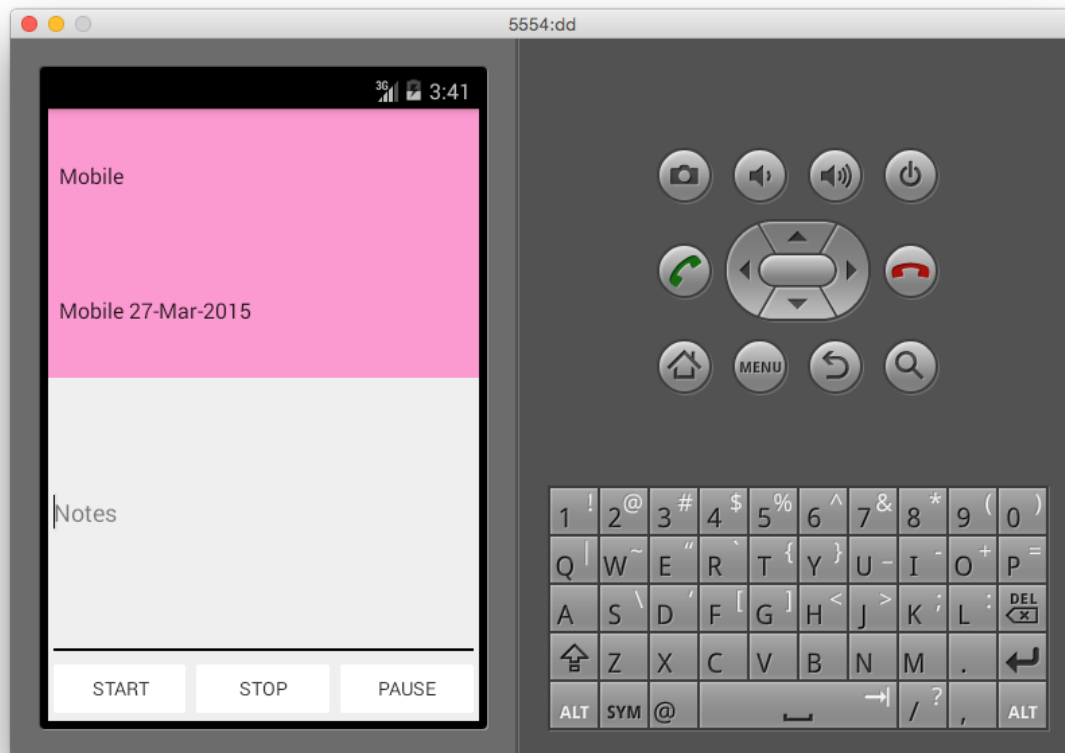 5554:dd
3G 3:41
Mobile
Mobile 27-Mar-2015
Notes
START STOP PAUSE
MENU
1 ! 2 @ 3 # 4 $ 5 % 6 ^ 7 & 8 * 9 ( 0 )
Q | W ~ E “ R ` T { Y } U _ I - O + P =
A S \ D ‘ F [ G ] H < J > K ; L : DEL
Z X C V B N M .
ALT SYM @ / ? , ALT